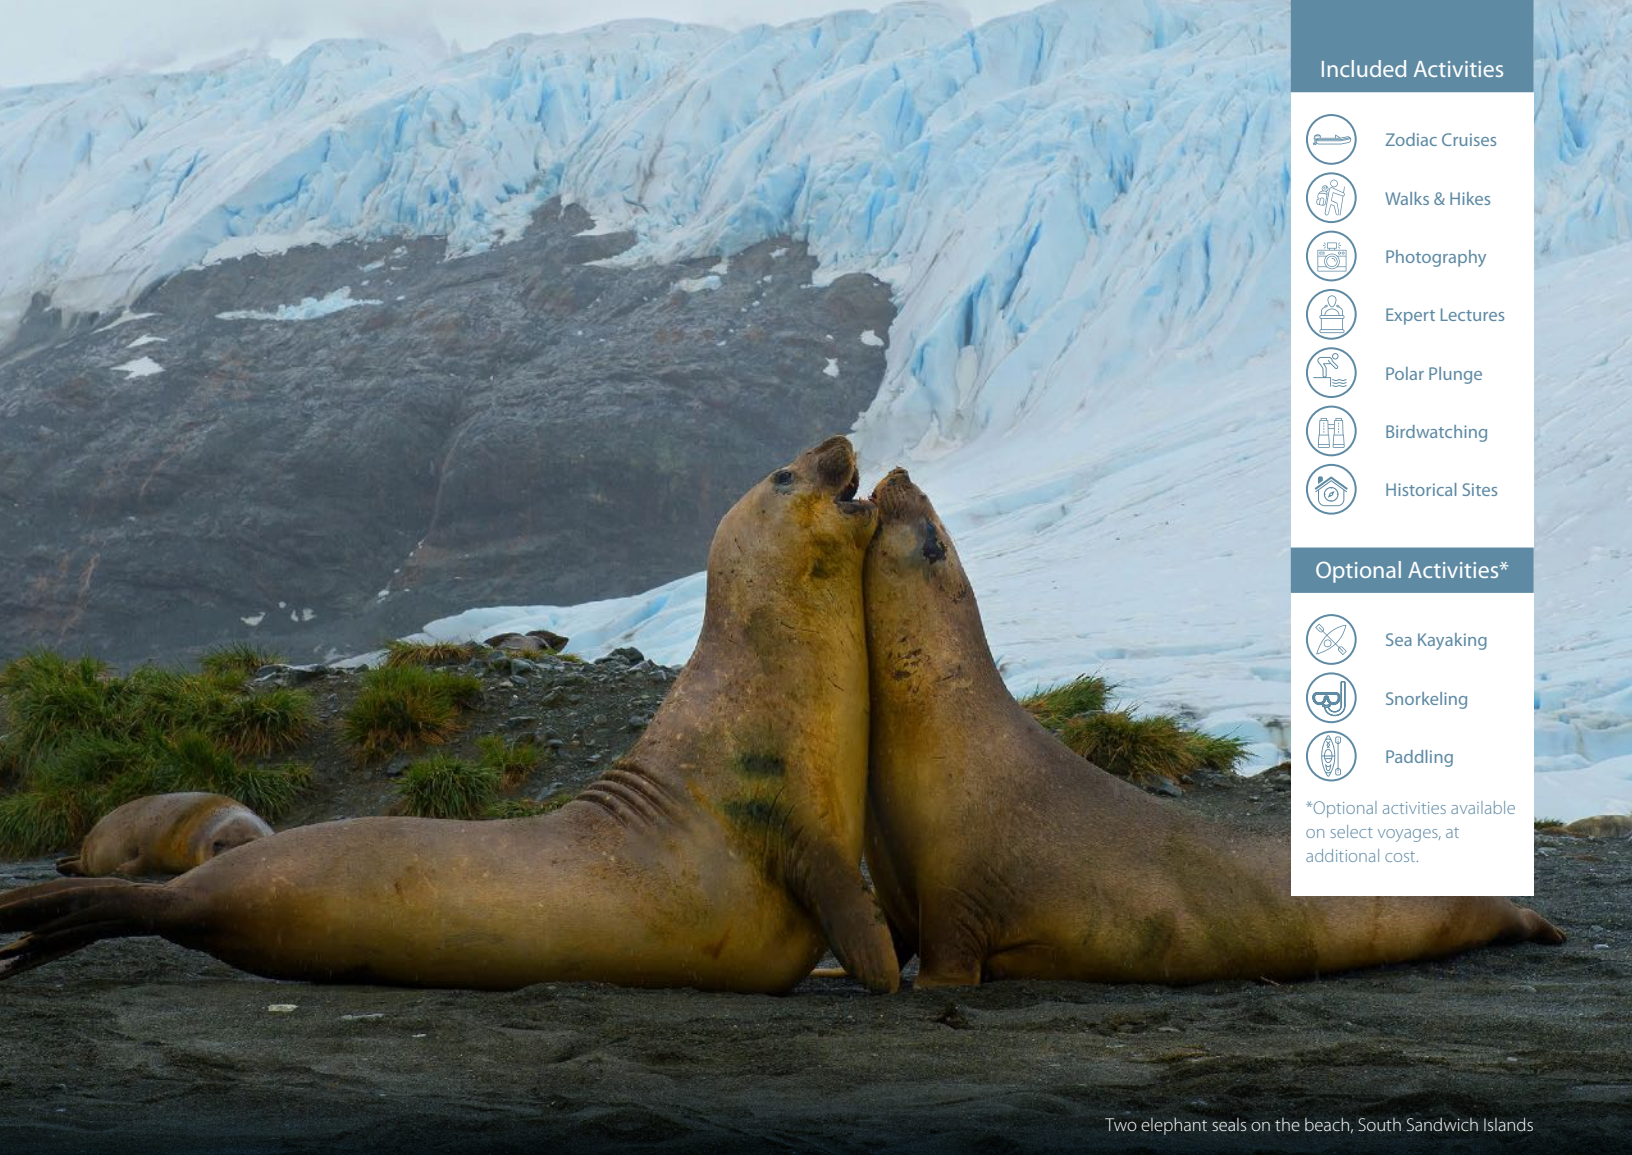 Included Activities
Zodiac Cruises
Walks & Hikes
Photography
Expert Lectures
Polar Plunge
Birdwatching
Historical Sites
Optional Activities*
Sea Kayaking
Snorkeling
Paddling
*Optional activities available
on select voyages, at
additional cost.
Two elephant seals on the beach, South Sandwich Islands